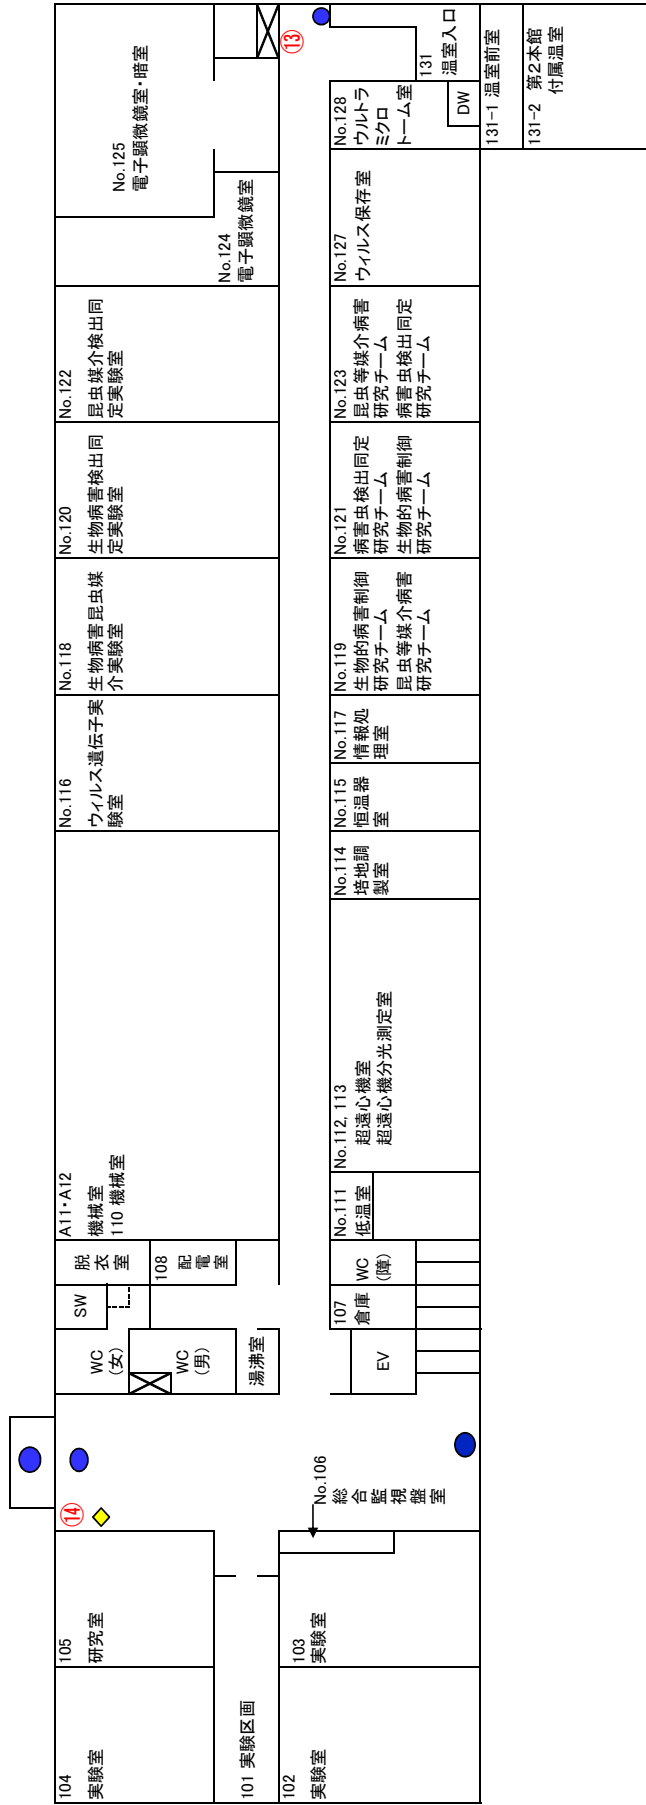 104
実験室
105
研究室
101 実験区画
102
実験室
103
実験室
⑭
No.106
総合監視盤室
WC
(女)
WC
(男)
湯沸室
SW
脱衣室
108
配電室
EV
107
倉庫
WC
(障)
A11・A12
機械室
110 機械室
No.111
低温室
No.112, 113
超遠心機室
超遠心機分光測定室
No.114
培地調
製室
No.115
恒温器
室
No.117
情報処
理室
No.116
ウィルス遺伝子実
験室
No.118
生物病害昆虫媒
介実験室
No.120
生物病害検出同
定実験室
No.122
昆虫媒介検出同
定実験室
No.119
生物的病害制御
研究チーム
昆虫等媒介病害
研究チーム
No.121
病害虫検出同定
研究チーム
生物的病害制御
研究チーム
No.123
昆虫等媒介病害
研究チーム
病害虫検出同定
研究チーム
No.124
電子顕微鏡室
No.125
電子顕微鏡室・暗室
No.127
ウィルス保存室
No.128
ウルトラ
ミクロ
トーム室
DW
⑬
131
温室入口
131-1 温室前室
131-2 第2本館
付属温室